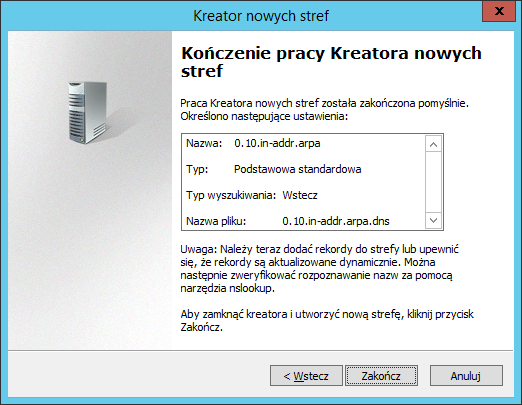 Kreator nowych stref
x
Kończenie pracy Kreatora nowych
stref
Praca Kreatora nowych stref została zakończona pomyślnie.
Określono następujące ustawienia:
Nazwa: 0.10.in-addr.arpa
Typ: Podstawowa standardowa
Typ wyszukiwania: Wstecz
Nazwa pliku: 0.10.in-addr.arpa.dns
Uwaga: Należy teraz dodać rekordy do strefy lub upewnić
się, że rekordy są aktualizowane dynamicznie. Można
następnie zweryfikować rozpoznawanie nazw za pomocą
narzędzia nslookup.
Aby zamknąć kreatora i utworzyć nową strefę, kliknij przycisk
Zakończ.
< Wstecz Zakończ Anuluj